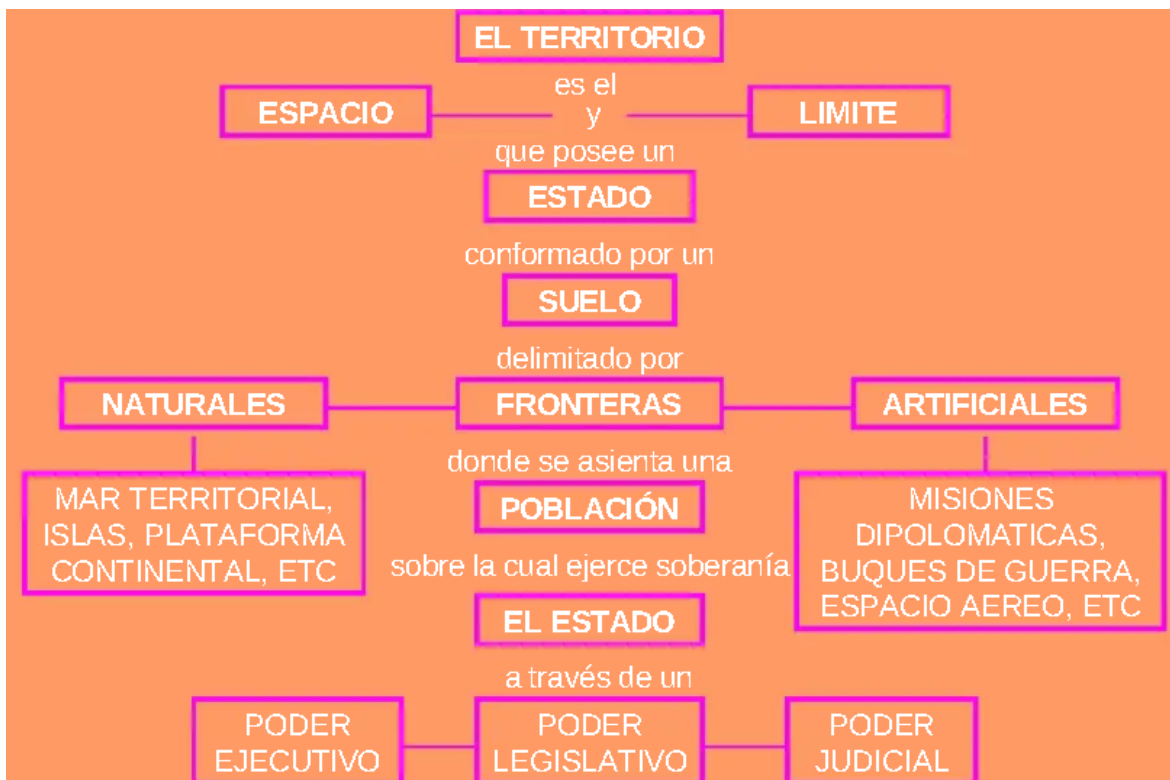 EL TERRITORIO
es el
ESPACIO
y
LIMITE
que posee un
ESTADO
conformado por un
SUELO
delimitado por
NATURALES
FRONTERAS
ARTIFICIALES
MAR TERRITORIAL,
ISLAS, PLATAFORMA
CONTINENTAL, ETC
donde se asienta una
POBLACIÓN
MISIONES
DIPOLOMATICAS,
BUQUES DE GUERRA,
ESPACIO AEREO, ETC
sobre la cual ejerce soberanía
EL ESTADO
a través de un
PODER
EJECUTIVO
PODER
LEGISLATIVO
PODER
JUDICIAL